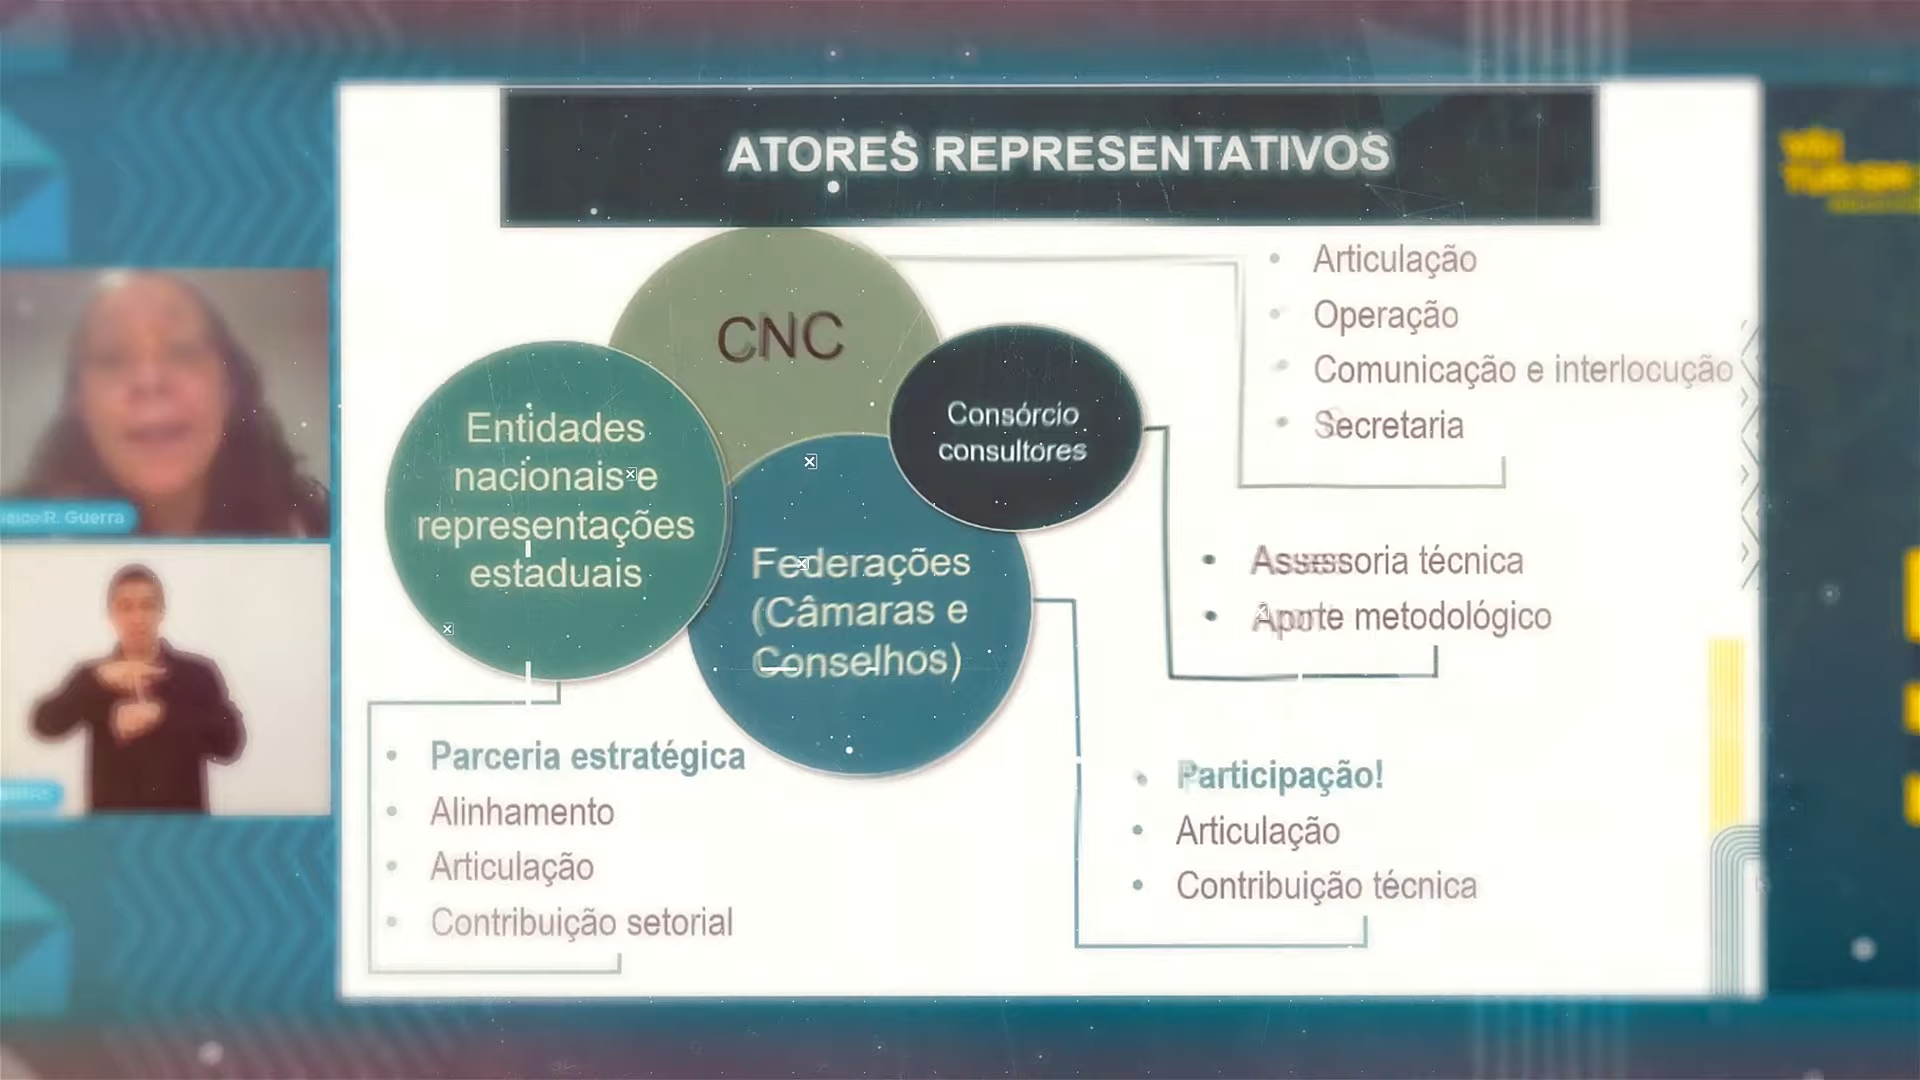 ATORES REPRESENTATIVOS
CNC
Articulação
Operação
Comunicação e interlocução
Secretaria
Entidades
nacionais e
representações
estaduais
Consórcio
consultores
Federações
(Câmaras e
Conselhos)
Assessoria técnica
Aporte metodológico
Parceria estratégica
Alinhamento
Articulação
Contribuição setorial
Participação!
Articulação
Contribuição técnica
R. Guerra